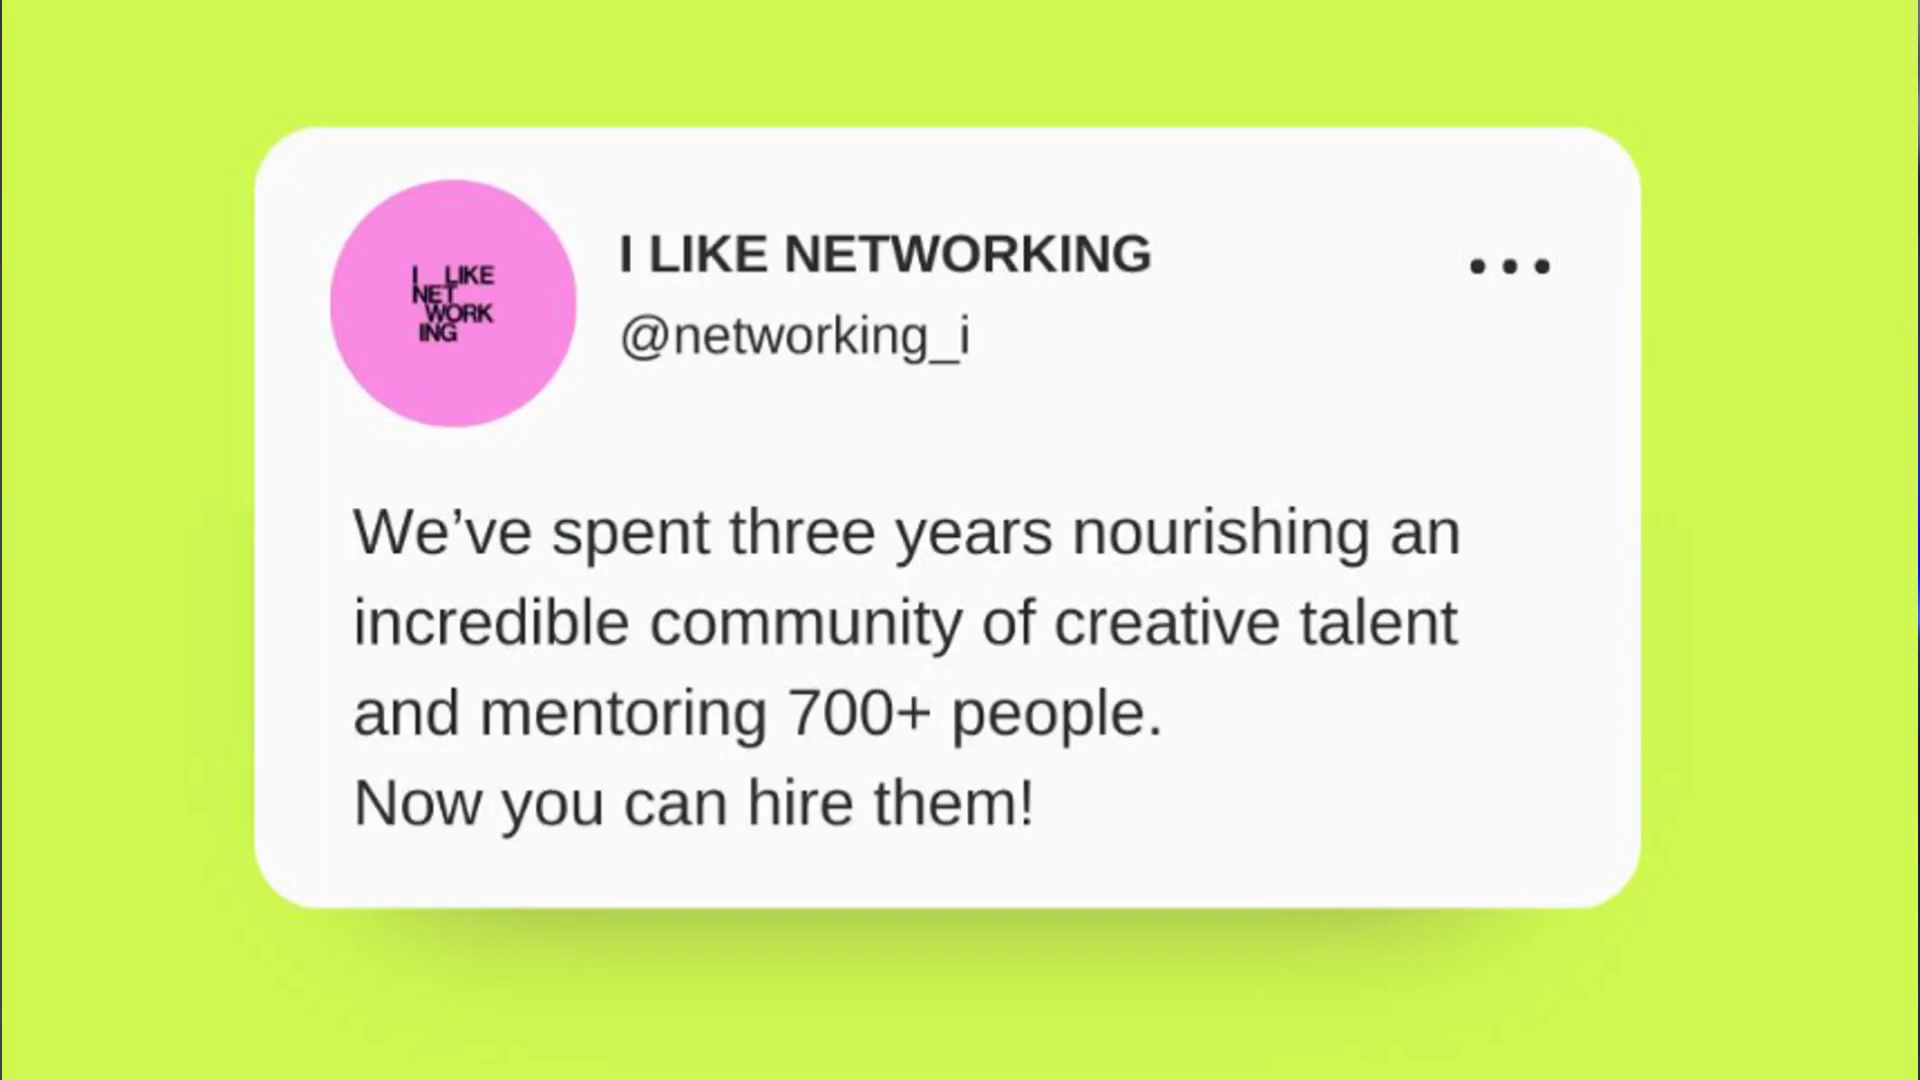 I LIKE
NET
WORK
ING
I LIKE NETWORKING
@networking_i
We’ve spent three years nourishing an
incredible community of creative talent
and mentoring 700+ people.
Now you can hire them!